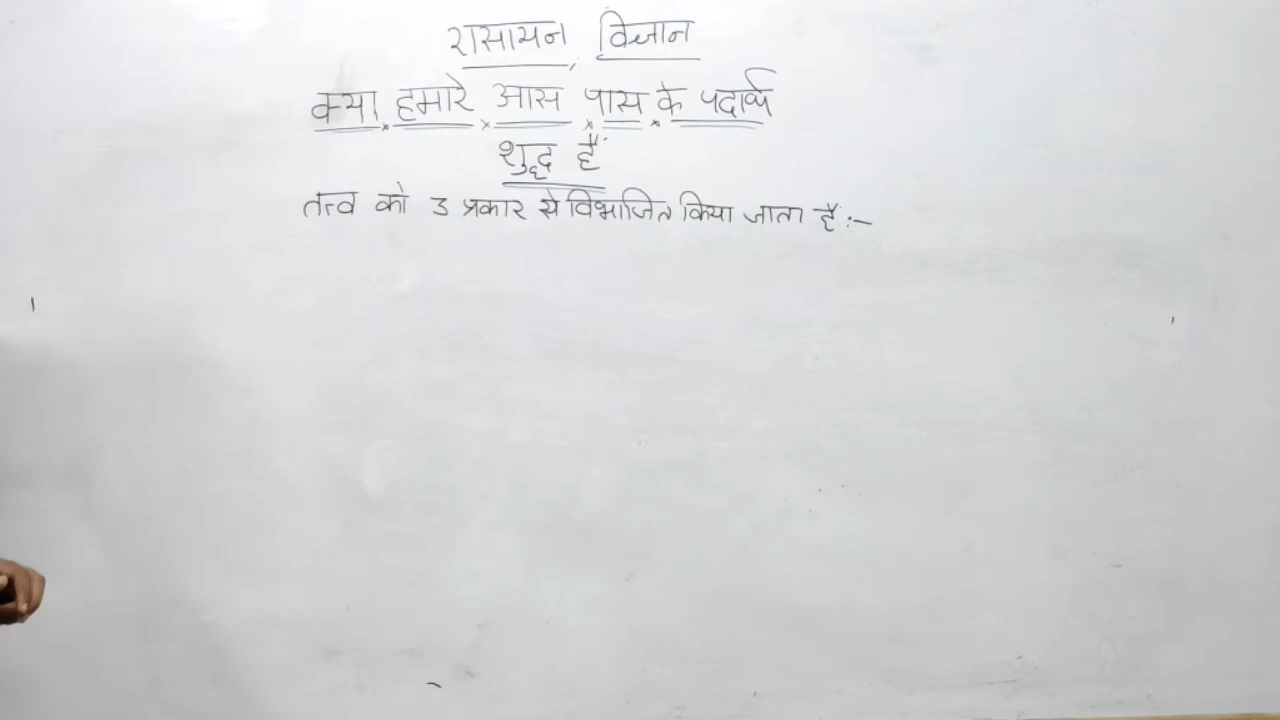 रासायन विज्ञान
क्या हमारे आस पास के पदार्थ
शुद्ध हैं
तत्व को 3 प्रकार से विभाजित किया जाता है :-